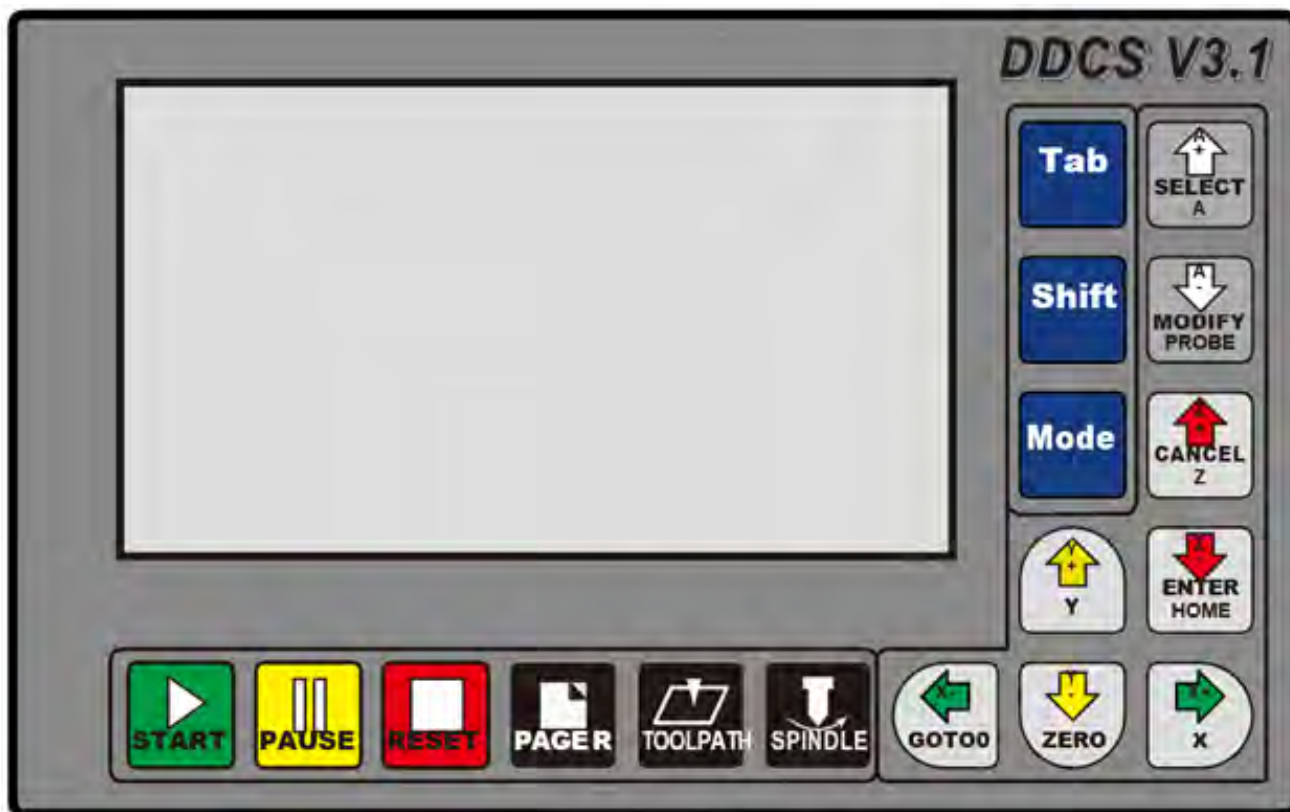 DDCS V3.1
Tab
A
+
SELECT
A
Shift
A
-
MODIFY
PROBE
Mode
+
CANCEL
Z
Y
+
Y
ENTER
HOME
START
PAUSE
RESET
PAGER
TOOLPATH
SPINDLE
X-
GOTO0
Y
-
ZERO
X